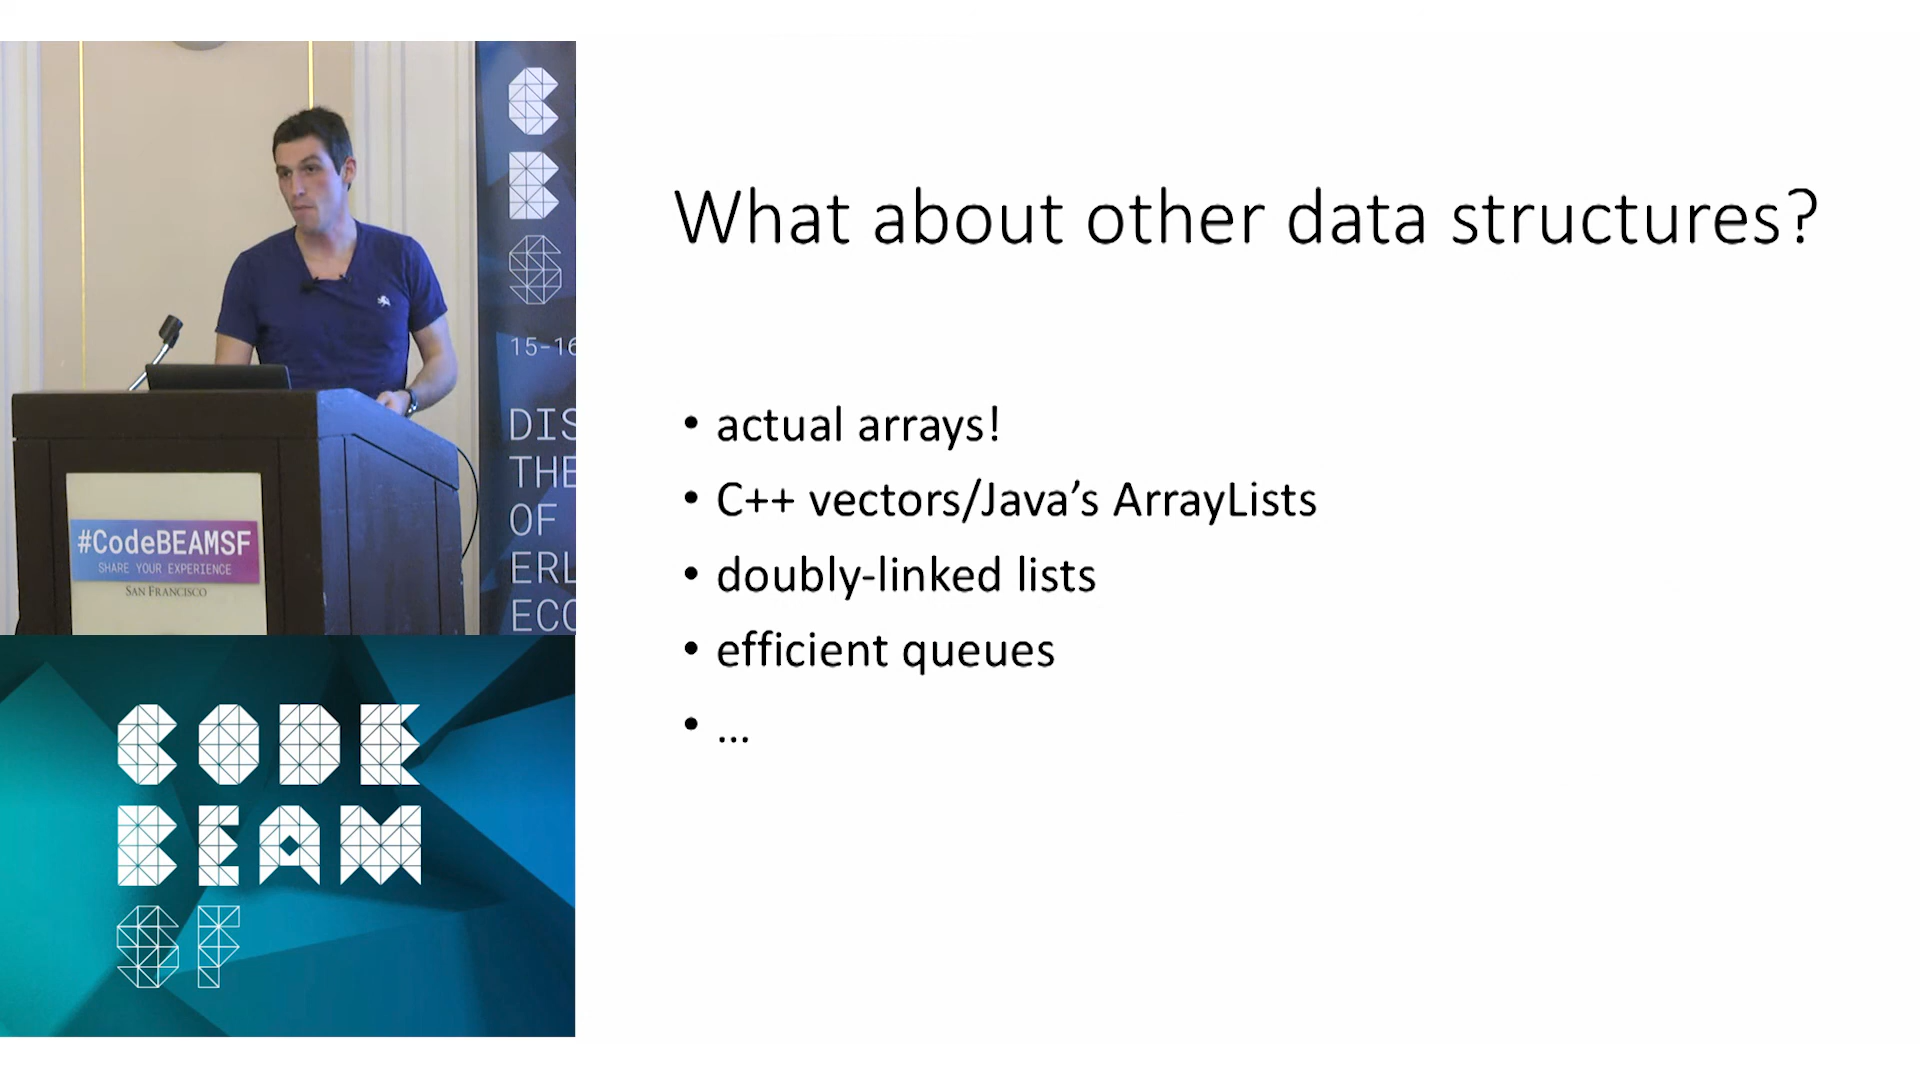 What about other data structures?
• actual arrays!
• C++ vectors/Java’s ArrayLists
• doubly-linked lists
• efficient queues
• ...
C
B
S
15-16
DIS
THE
OF
ERL
ECO
#CodeBEAMSF
SHARE YOUR EXPERIENCE
SAN FRANCISCO
CODE
BEAM
SF